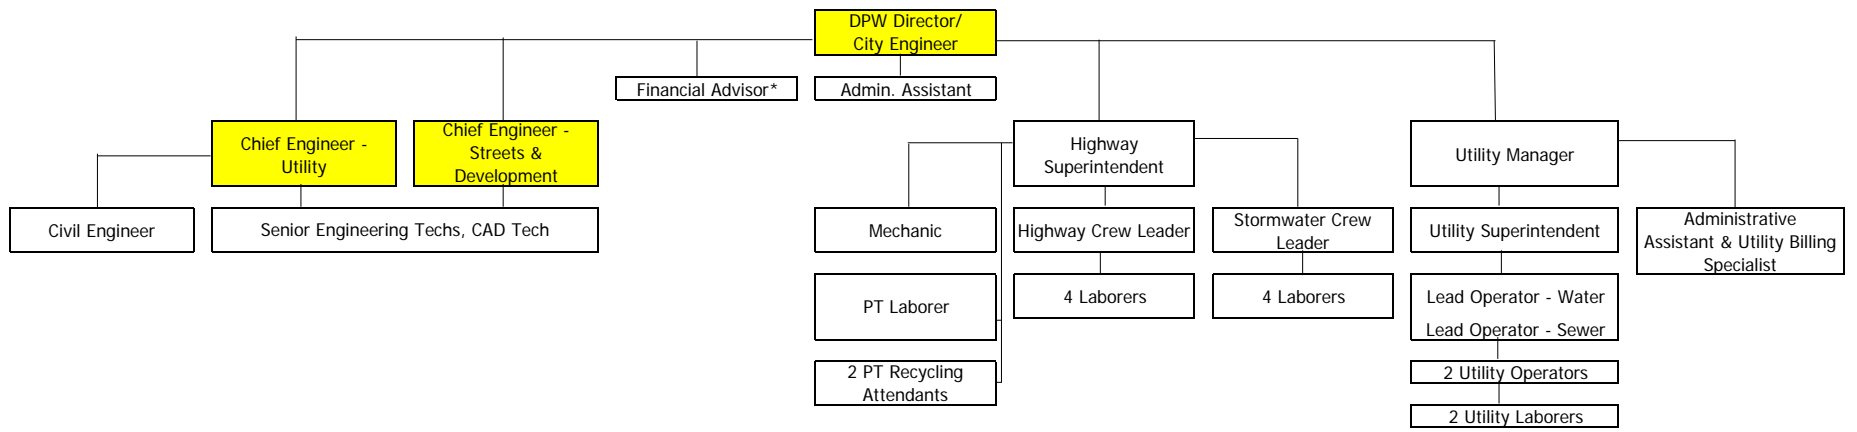 DPW Director/
City Engineer
Financial Advisor*
Admin. Assistant
Chief Engineer -
Utility
Chief Engineer -
Streets &
Development
Highway
Superintendent
Utility Manager
Civil Engineer
Senior Engineering Techs, CAD Tech
Mechanic
Highway Crew Leader
Stormwater Crew
Leader
Utility Superintendent
Administrative
Assistant & Utility Billing
Specialist
PT Laborer
4 Laborers
4 Laborers
Lead Operator - Water
Lead Operator - Sewer
2 PT Recycling
Attendants
2 Utility Operators
2 Utility Laborers